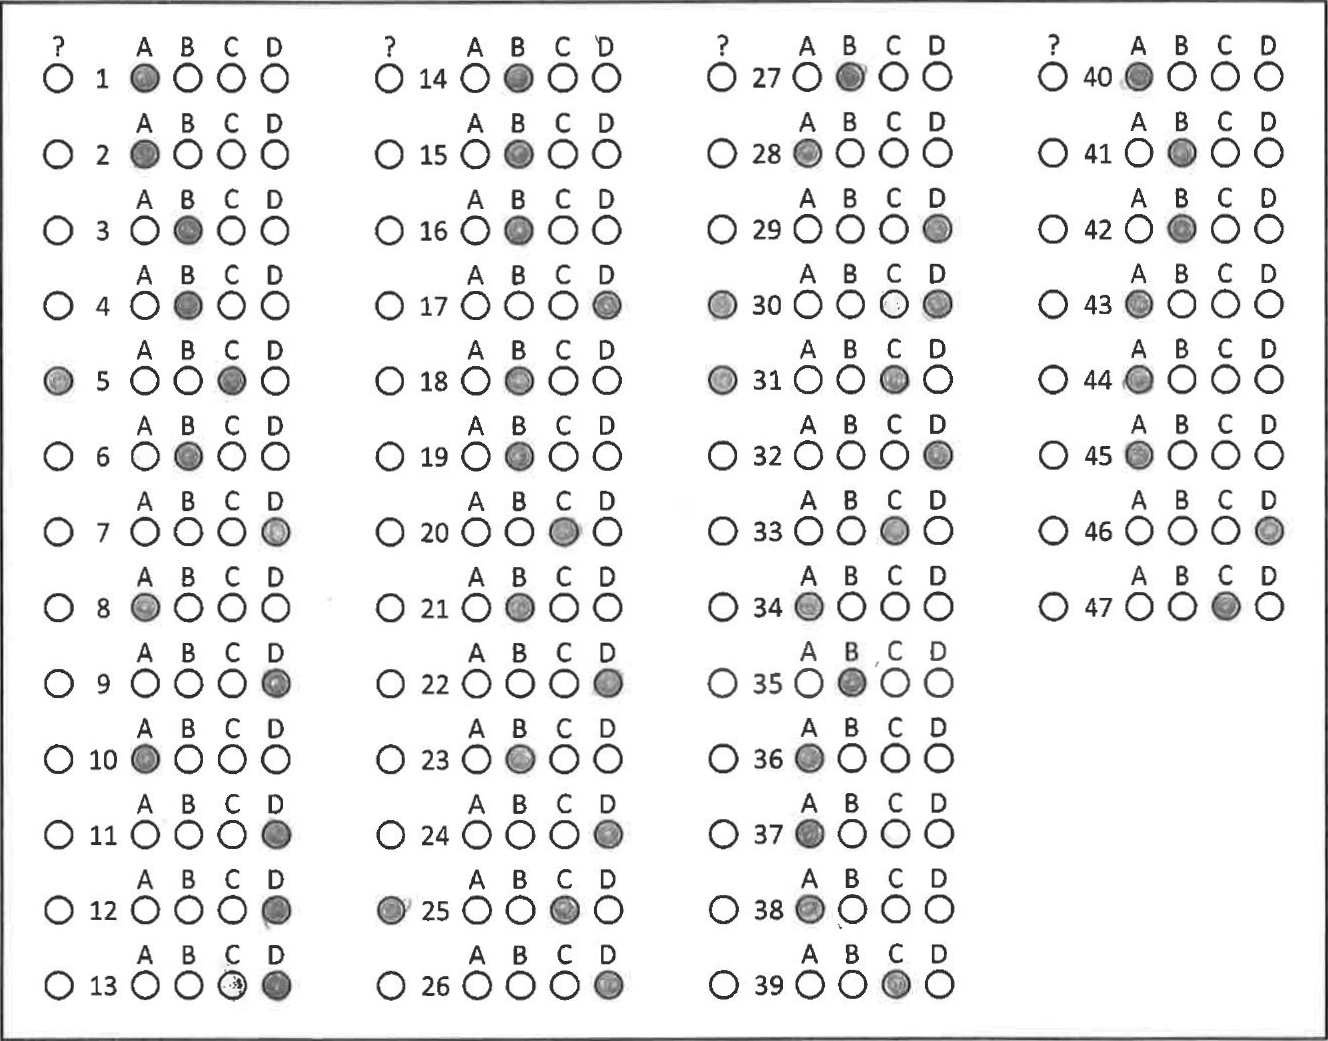 ? A B C D
1
A B C D
2
A B C D
3
A B C D
4
A B C D
5
A B C D
6
A B C D
7
A B C D
8
A B C D
9
A B C D
10
A B C D
11
A B C D
12
A B C D
13
? A B C D
14
A B C D
15
A B C D
16
A B C D
17
A B C D
18
A B C D
19
A B C D
20
A B C D
21
A B C D
22
A B C D
23
A B C D
24
A B C D
25
A B C D
26
? A B C D
27
A B C D
28
A B C D
29
A B C D
30
A B C D
31
A B C D
32
A B C D
33
A B C D
34
A B C D
35
A B C D
36
A B C D
37
A B C D
38
A B C D
39
? A B C D
40
A B C D
41
A B C D
42
A B C D
43
A B C D
44
A B C D
45
A B C D
46
A B C D
47